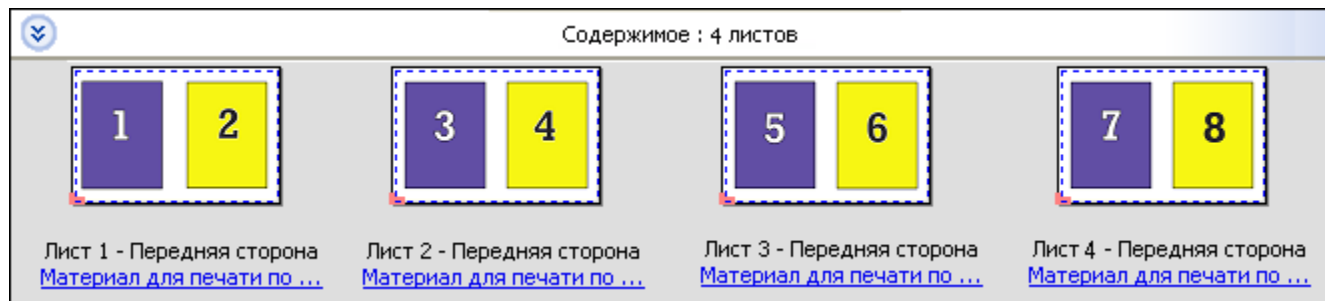 Содержимое : 4 листов
1 2
3 4
5 6
7 8
Лист 1 - Передняя сторона
Материал для печати по ...
Лист 2 - Передняя сторона
Материал для печати по ...
Лист 3 - Передняя сторона
Материал для печати по ...
Лист 4 - Передняя сторона
Материал для печати по ...